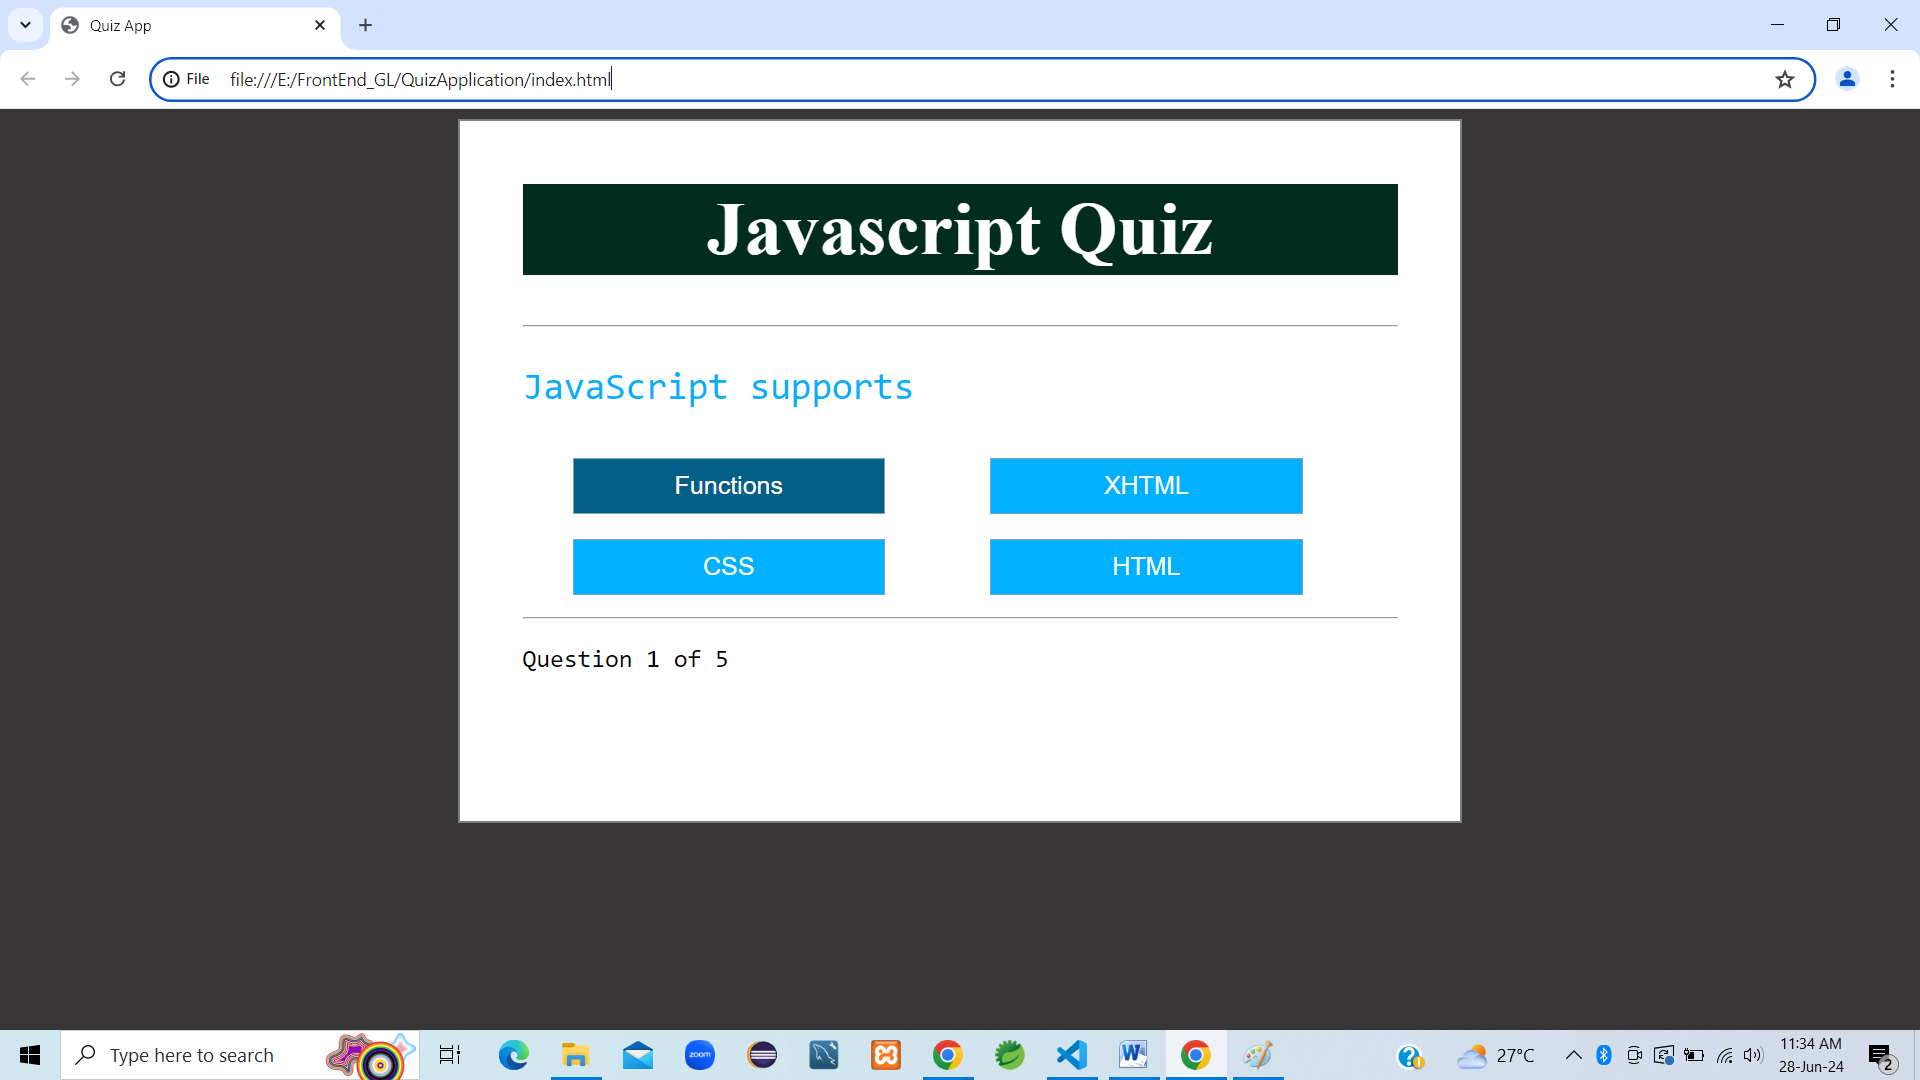 Quiz App
File file:///E:/FrontEnd_GL/QuizApplication/index.html
Javascript Quiz
JavaScript supports
Functions XHTML
CSS HTML
Question 1 of 5
Type here to search
zoom
27°C
11:34 AM
28-Jun-24
2